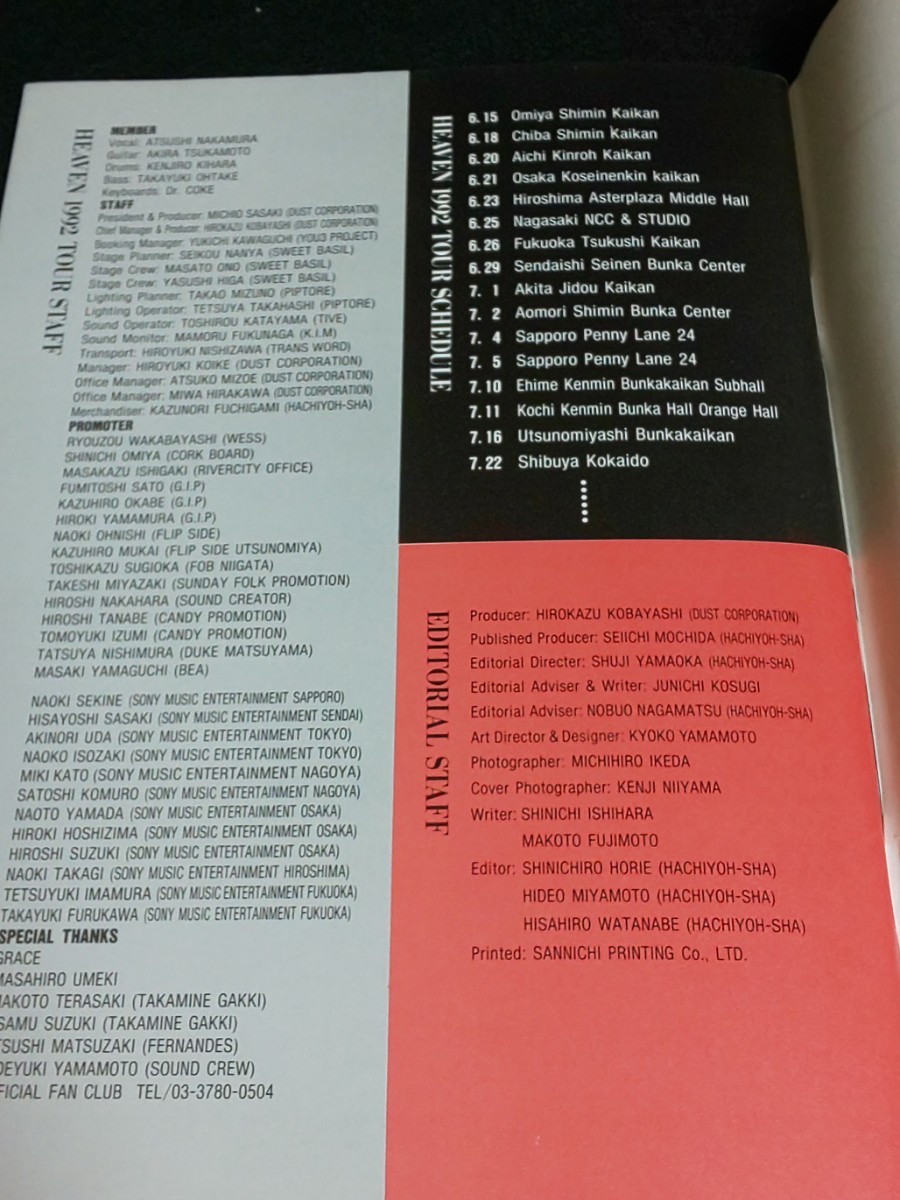 HEAVEN 1992 TOUR STAFF
MEMBER
Vocal: ATSUSHI NAKAMURA
Guitar: AKIRA TSUKAMOTO
Drums: KENJIRO KIHARA
Bass: TAKAYUKI OHTAKE
Keyboards: Dr. COKE
STAFF
President & Producer: MICHIO SASAKI (DUST CORPORATION)
Chief Manager & Producer: HIROKAZU KOBAYASHI (DUST CORPORATION)
Booking Manager: YUKICHI KAWAGUCHI (YOU3 PROJECT)
Stage Planner: SEIKOU NANYA (SWEET BASIL)
Stage Crew: MASATO ONO (SWEET BASIL)
Stage Crew: YASUSHI HIGA (SWEET BASIL)
Lighting Planner: TAKAO MIZUNO (PIPTORE)
Lighting Operator: TETSUYA TAKAHASHI (PIPTORE)
Sound Operator: TOSHIROU KATAYAMA (TIVE)
Sound Monitor: MAMORU FUKUNAGA (K.I.M)
Transport: HIROYUKI NISHIZAWA (TRANS WORD)
Manager: HIROYUKI KOIKE (DUST CORPORATION)
Office Manager: ATSUKO MIZOE (DUST CORPORATION)
Office Manager: MIWA HIRAKAWA (DUST CORPORATION)
Merchandiser: KAZUNORI FUCHIGAMI (HACHIYOH-SHA)
PROMOTER
RYOUZOU WAKABAYASHI (WESS)
SHINICHI OMIYA (CORK BOARD)
MASAKAZU ISHIGAKI (RIVERCITY OFFICE)
FUMITOSHI SATO (G.I.P)
KAZUHIRO OKABE (G.I.P)
HIROKI YAMAMURA (G.I.P)
NAOKI OHNISHI (FLIP SIDE)
KAZUHIRO MUKAI (FLIP SIDE UTSUNOMIYA)
TOSHIKAZU SUGIOKA (FOB NIIGATA)
TAKESHI MIYAZAKI (SUNDAY FOLK PROMOTION)
HIROSHI NAKAHARA (SOUND CREATOR)
HIROSHI TANABE (CANDY PROMOTION)
TOMOYUKI IZUMI (CANDY PROMOTION)
TATSUYA NISHIMURA (DUKE MATSUYAMA)
MASAKI YAMAGUCHI (BEA)
NAOKI SEKINE (SONY MUSIC ENTERTAINMENT SAPPORO)
HISAYOSHI SASAKI (SONY MUSIC ENTERTAINMENT SENDAI)
AKINORI UDA (SONY MUSIC ENTERTAINMENT TOKYO)
NAOKO ISOZAKI (SONY MUSIC ENTERTAINMENT TOKYO)
MIKI KATO (SONY MUSIC ENTERTAINMENT NAGOYA)
SATOSHI KOMURO (SONY MUSIC ENTERTAINMENT NAGOYA)
NAOTO YAMADA (SONY MUSIC ENTERTAINMENT OSAKA)
HIROKI HOSHIZIMA (SONY MUSIC ENTERTAINMENT OSAKA)
HIROSHI SUZUKI (SONY MUSIC ENTERTAINMENT OSAKA)
NAOKI TAKAGI (SONY MUSIC ENTERTAINMENT HIROSHIMA)
TETSUYUKI IMAMURA (SONY MUSIC ENTERTAINMENT FUKUOKA)
TAKAYUKI FURUKAWA (SONY MUSIC ENTERTAINMENT FUKUOKA)
SPECIAL THANKS
GRACE
MASAHIRO UMEKI
MAKOTO TERASAKI (TAKAMINE GAKKI)
SAMU SUZUKI (TAKAMINE GAKKI)
TSUSHI MATSUZAKI (FERNANDES)
DEYUKI YAMAMOTO (SOUND CREW)
FICIAL FAN CLUB TEL/03-3780-0504
HEAVEN 1992 TOUR SCHEDULE
6. 15 Omiya Shimin Kaikan
6. 18 Chiba Shimin Kaikan
6. 20 Aichi Kinroh Kaikan
6. 21 Osaka Koseinenkin kaikan
6. 23 Hiroshima Asterplaza Middle Hall
6. 25 Nagasaki NCC & STUDIO
6. 26 Fukuoka Tsukushi Kaikan
6. 29 Sendaishi Seinen Bunka Center
7. 1 Akita Jidou Kaikan
7. 2 Aomori Shimin Bunka Center
7. 4 Sapporo Penny Lane 24
7. 5 Sapporo Penny Lane 24
7. 10 Ehime Kenmin Bunkakaikan Subhall
7. 11 Kochi Kenmin Bunka Hall Orange Hall
7. 16 Utsunomiyashi Bunkakaikan
7. 22 Shibuya Kokaido
EDITORIAL STAFF
Producer: HIROKAZU KOBAYASHI (DUST CORPORATION)
Published Producer: SEIICHI MOCHIDA (HACHIYOH-SHA)
Editorial Directer: SHUJI YAMAOKA (HACHIYOH-SHA)
Editorial Adviser & Writer: JUNICHI KOSUGI
Editorial Adviser: NOBUO NAGAMATSU (HACHIYOH-SHA)
Art Director & Designer: KYOKO YAMAMOTO
Photographer: MICHIHIRO IKEDA
Cover Photographer: KENJI NIIYAMA
Writer: SHINICHI ISHIHARA
MAKOTO FUJIMOTO
Editor: SHINICHIRO HORIE (HACHIYOH-SHA)
HIDEO MIYAMOTO (HACHIYOH-SHA)
HISAHIRO WATANABE (HACHIYOH-SHA)
Printed: SANNICHI PRINTING Co., LTD.